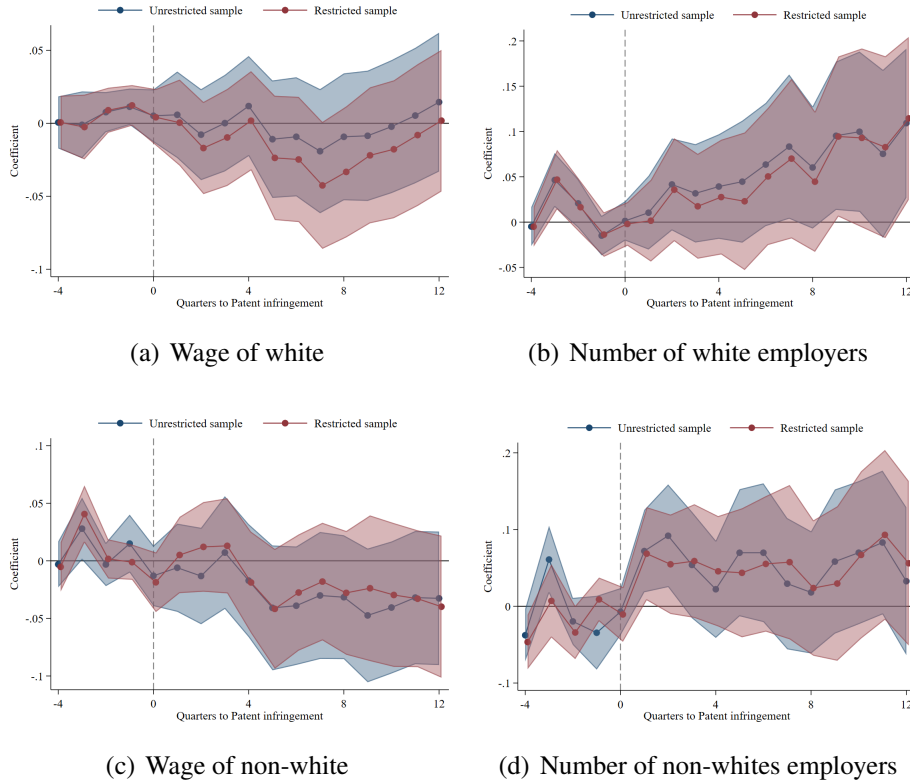 Unrestricted sample Restricted sample
.05
0
-.05
-.1
Coefficient
-4 0 4 8 12
Quarters to Patent infringement
(a) Wage of white
Unrestricted sample Restricted sample
.2
.15
.1
.05
0
-.05
Coefficient
-4 0 4 8 12
Quarters to Patent infringement
(b) Number of white employers
Unrestricted sample Restricted sample
.1
.05
0
-.05
-.1
Coefficient
-4 0 4 8 12
Quarters to Patent infringement
(c) Wage of non-white
Unrestricted sample Restricted sample
.2
.1
0
-.1
Coefficient
-4 0 4 8 12
Quarters to Patent infringement
(d) Number of non-whites employers